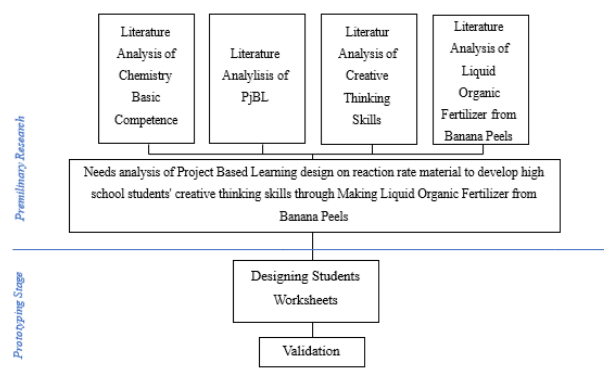 Literature
Analysis of
Chemistry
Basic
Competence
Literature
Analylisis of
PjBL
Literatur
Analysis of
Creative
Thinking
Skills
Literature
Analysis of
Liquid
Organic
Fertilizer from
Banana Peels
Premilinary Research
Needs analysis of Project Based Learning design on reaction rate material to develop high
school students' creative thinking skills through Making Liquid Organic Fertilizer from
Banana Peels
Prototyping Stage
Designing Students
Worksheets
Validation